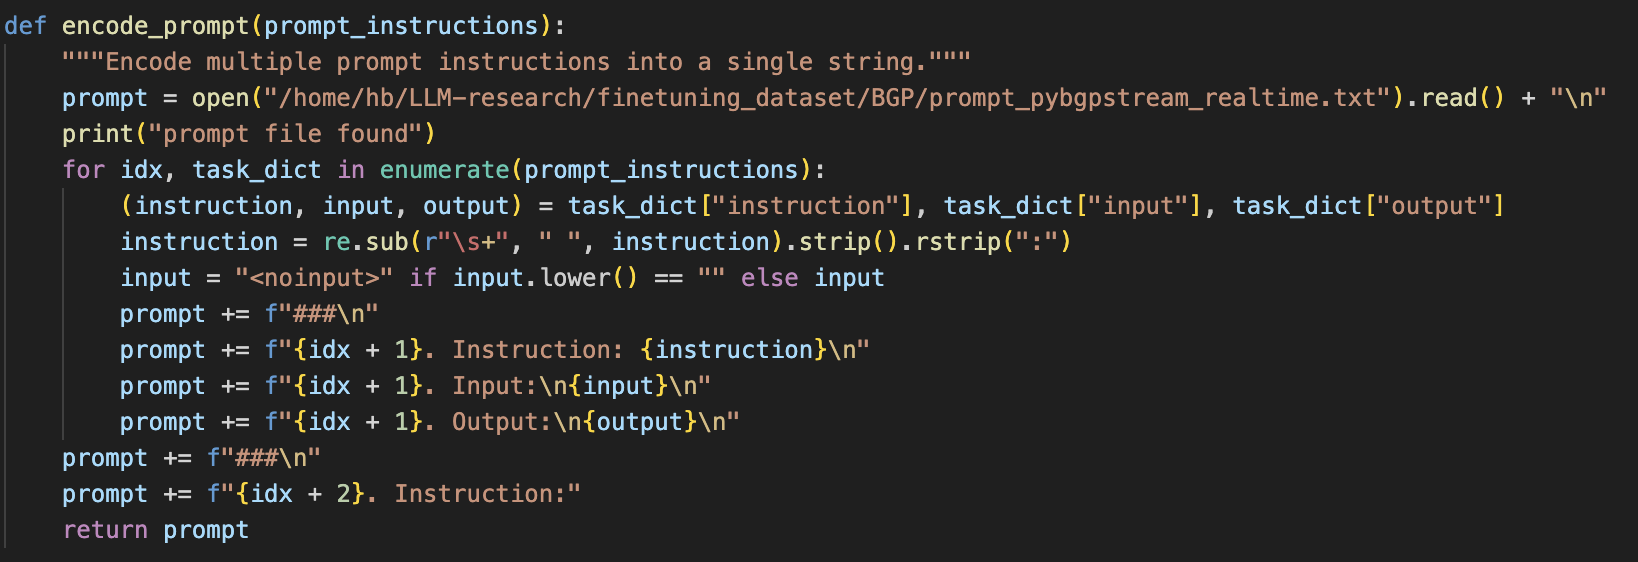 def encode_prompt(prompt_instructions):
    """Encode multiple prompt instructions into a single string."""
    prompt = open("/home/hb/LLM-research/finetuning_dataset/BGP/prompt_pybgpstream_realtime.txt").read() + "\n"
    print("prompt file found")
    for idx, task_dict in enumerate(prompt_instructions):
        (instruction, input, output) = task_dict["instruction"], task_dict["input"], task_dict["output"]
        instruction = re.sub(r"\s+", " ", instruction).strip().rstrip(":")
        input = "<noinput>" if input.lower() == "" else input
        prompt += f"###\n"
        prompt += f"{idx + 1}. Instruction: {instruction}\n"
        prompt += f"{idx + 1}. Input:\n{input}\n"
        prompt += f"{idx + 1}. Output:\n{output}\n"
    prompt += f"###\n"
    prompt += f"{idx + 2}. Instruction:"
    return prompt